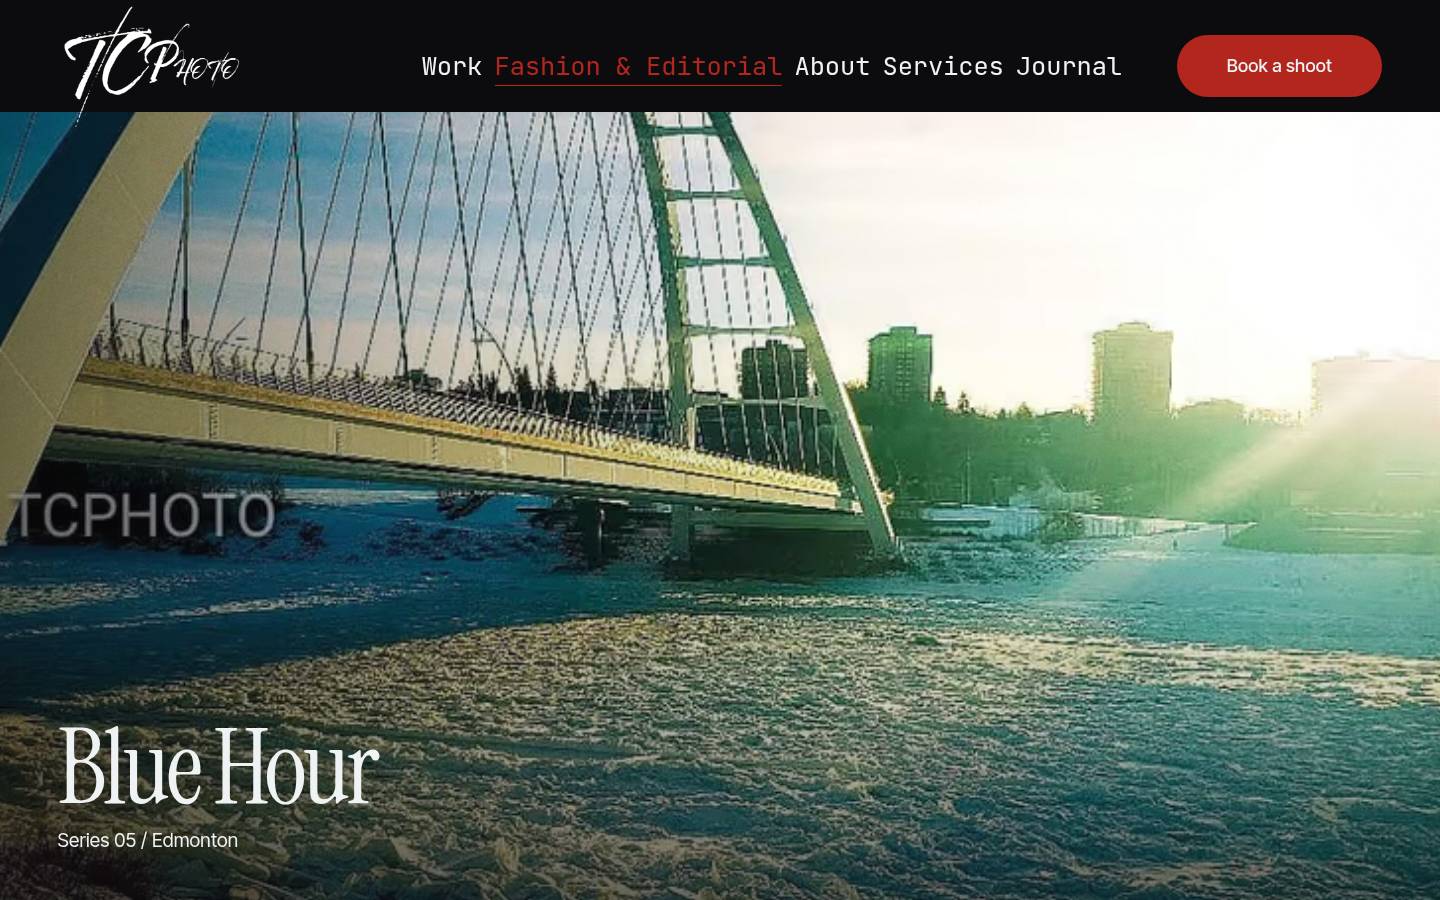 TCPHOTO
Work Fashion & Editorial About Services Journal
Book a shoot
TCPHOTO
Blue Hour
Series 05 / Edmonton